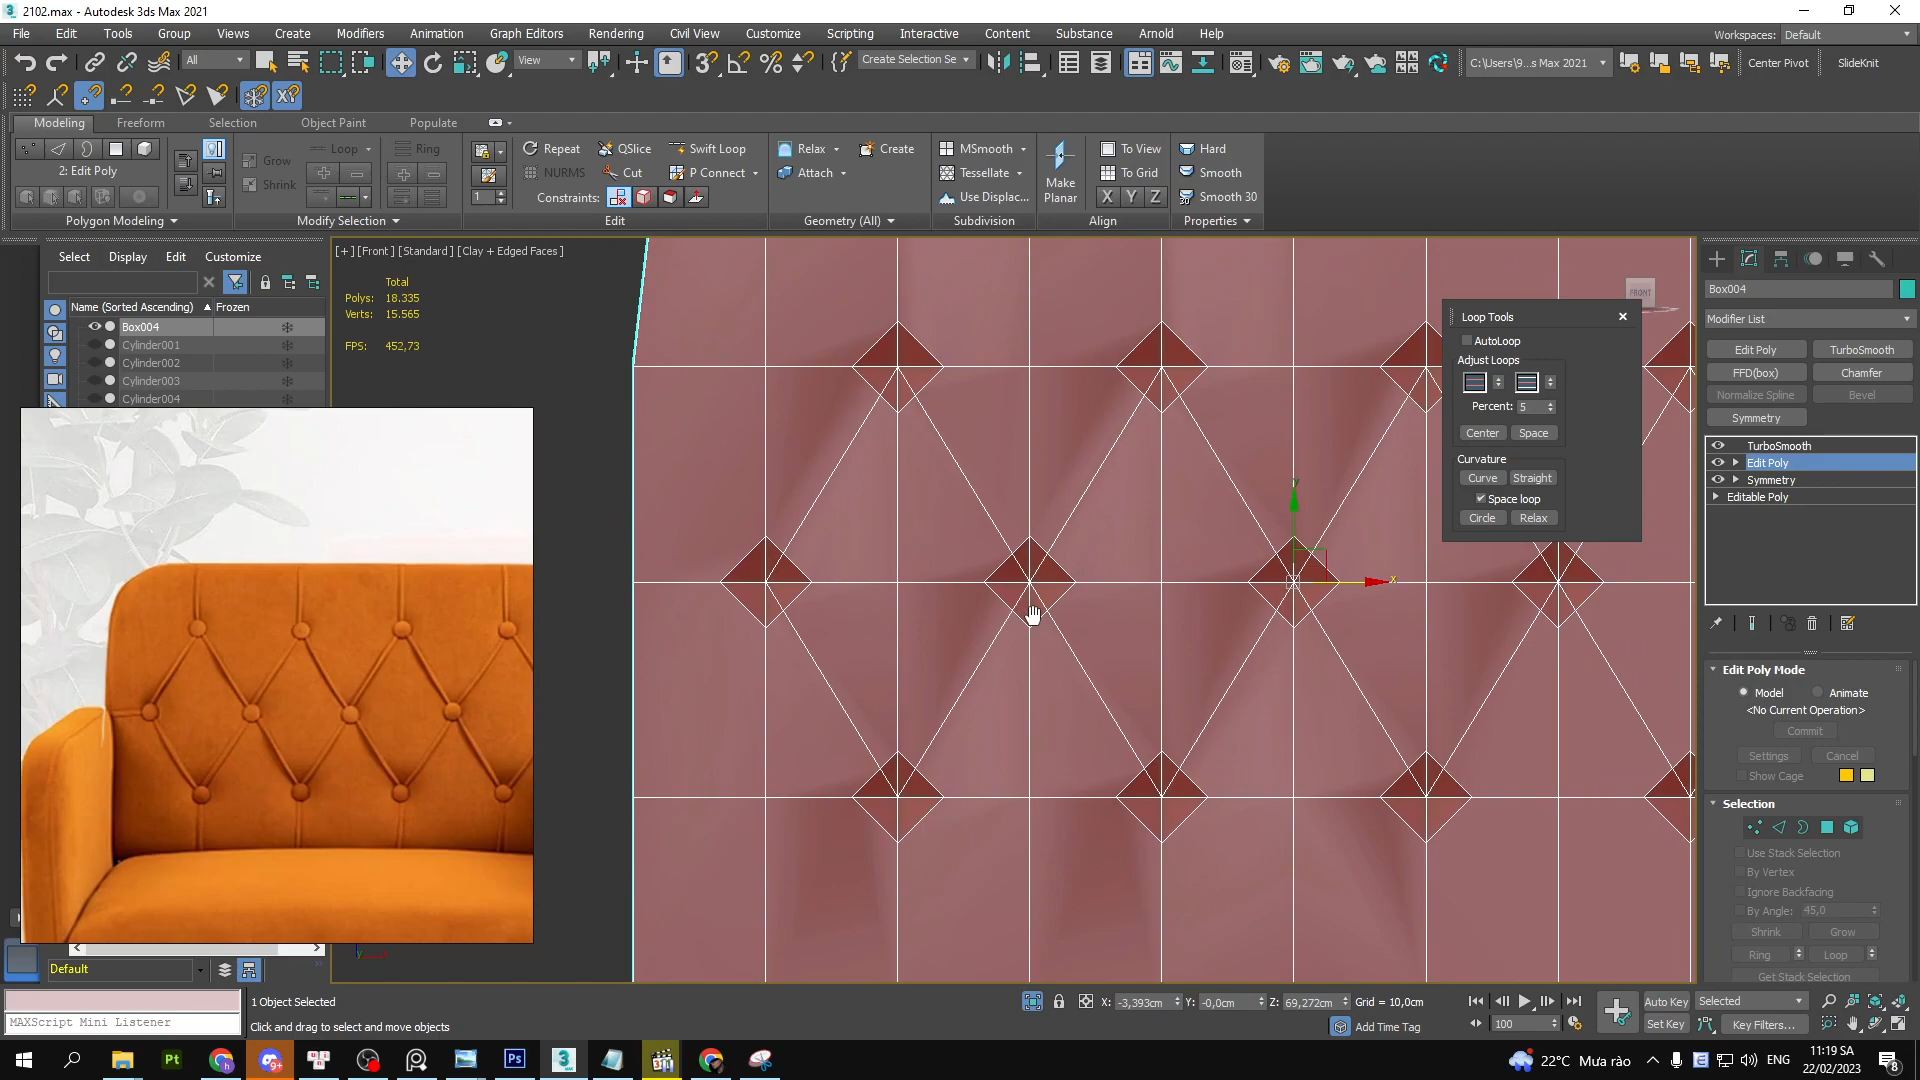 2102.max - Autodesk 3ds Max 2021
File Edit Tools Group Views Create Modifiers Animation Graph Editors Rendering Civil View Customize Scripting Interactive Content Substance Arnold Help
Workspaces: Default
All View Create Selection Se C:\Users\9...s Max 2021 Center Pivot SlideKnit
Modeling Freeform Selection Object Paint Populate
2: Edit Poly
Grow Loop Ring
Shrink
Repeat QSlice Swift Loop
NURMS Cut P Connect
1 Constraints:
Relax Create
Attach
MSmooth
Tessellate
Use Displac...
Make Planar
To View
To Grid
X Y Z
Hard
Smooth
Smooth 30
Polygon Modeling Modify Selection Edit Geometry (All) Subdivision Align Properties
Select Display Edit Customize
Name (Sorted Ascending) Frozen
Box004
Cylinder001
Cylinder002
Cylinder003
Cylinder004
[+] [Front] [Standard] [Clay + Edged Faces]
Total
Polys: 18.335
Verts: 15.565
FPS: 452,73
FRONT
Loop Tools
AutoLoop
Adjust Loops
Percent: 5
Center Space
Curvature
Curve Straight
Space loop
Circle Relax
y
x
Box004
Modifier List
Edit Poly TurboSmooth
FFD(box) Chamfer
Normalize Spline Bevel
Symmetry
TurboSmooth
Edit Poly
Symmetry
Editable Poly
Edit Poly Mode
Model Animate
<No Current Operation>
Commit
Settings Cancel
Show Cage
Selection
Use Stack Selection
By Vertex
Ignore Backfacing
By Angle: 45,0
Shrink Grow
Ring Loop
Get Stack Selection
Default
1 Object Selected
X: -3,393cm Y: -0,0cm Z: 69,272cm Grid = 10,0cm
Auto Key Selected
MAXScript Mini Listener
Click and drag to select and move objects
Add Time Tag
100
Set Key Key Filters...
Pt
Ps
9+
22°C Mưa rào
ENG
11:19 SA
22/02/2023
8